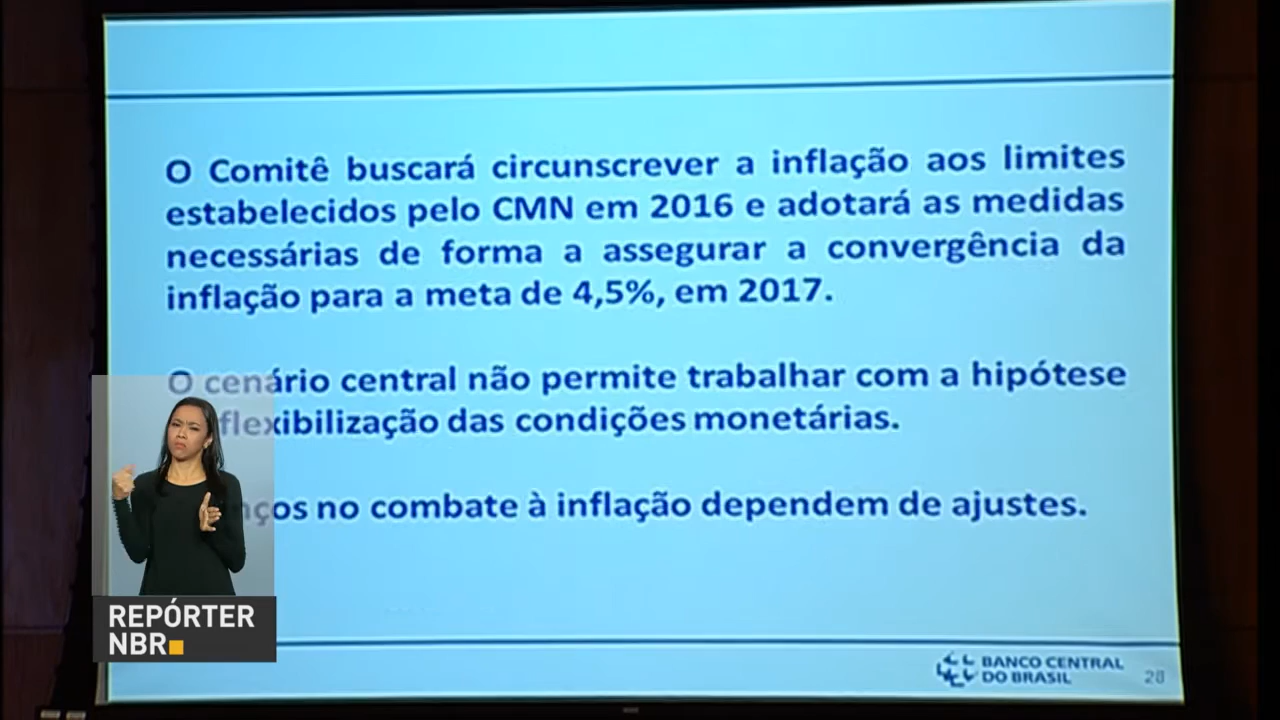 O Comitê buscará circunscrever a inflação aos limites
estabelecidos pelo CMN em 2016 e adotará as medidas
necessárias de forma a assegurar a convergência da
inflação para a meta de 4,5%, em 2017.
O cenário central não permite trabalhar com a hipótese
flexibilização das condições monetárias.
nços no combate à inflação dependem de ajustes.
REPÓRTER
NBR
BANCO CENTRAL
DO BRASIL
28